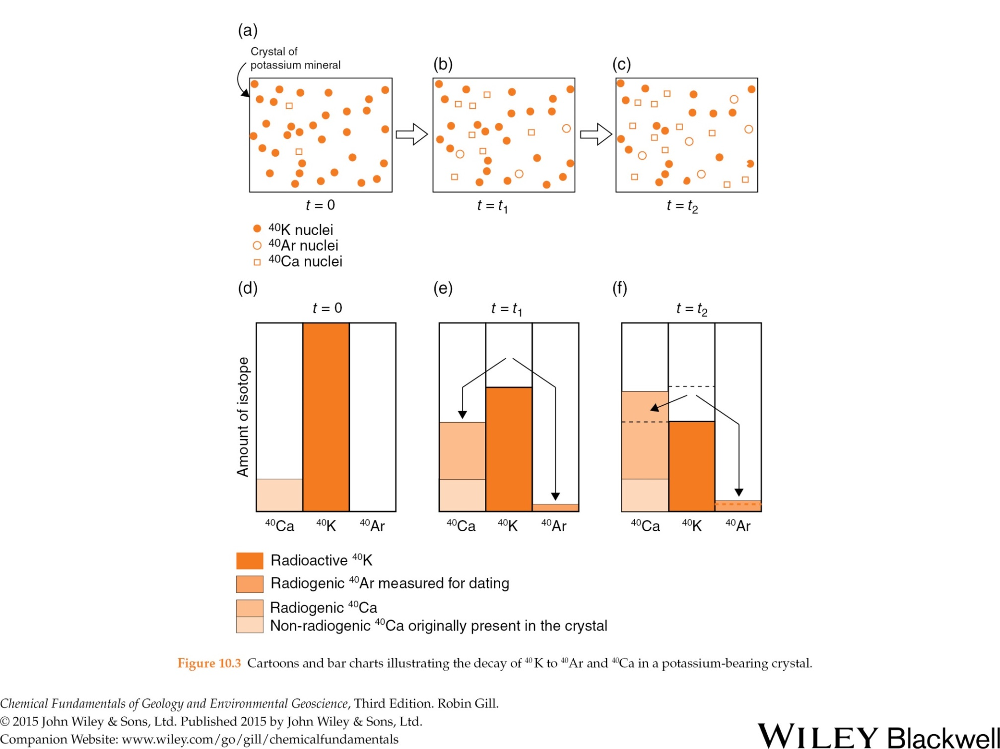 (a)
Crystal of
potassium mineral
(b)
(c)
t = 0
t = t₁
t = t₂
⁴⁰K nuclei
⁴⁰Ar nuclei
⁴⁰Ca nuclei
(d)
(e)
(f)
t = 0
t = t₁
t = t₂
Amount of isotope
⁴⁰Ca ⁴⁰K ⁴⁰Ar
⁴⁰Ca ⁴⁰K ⁴⁰Ar
⁴⁰Ca ⁴⁰K ⁴⁰Ar
Radioactive ⁴⁰K
Radiogenic ⁴⁰Ar measured for dating
Radiogenic ⁴⁰Ca
Non-radiogenic ⁴⁰Ca originally present in the crystal
Figure 10.3 Cartoons and bar charts illustrating the decay of ⁴⁰K to ⁴⁰Ar and ⁴⁰Ca in a potassium-bearing crystal.
Chemical Fundamentals of Geology and Environmental Geoscience, Third Edition. Robin Gill.
© 2015 John Wiley & Sons, Ltd. Published 2015 by John Wiley & Sons, Ltd.
Companion Website: www.wiley.com/go/gill/chemicalfundamentals
WILEY Blackwell